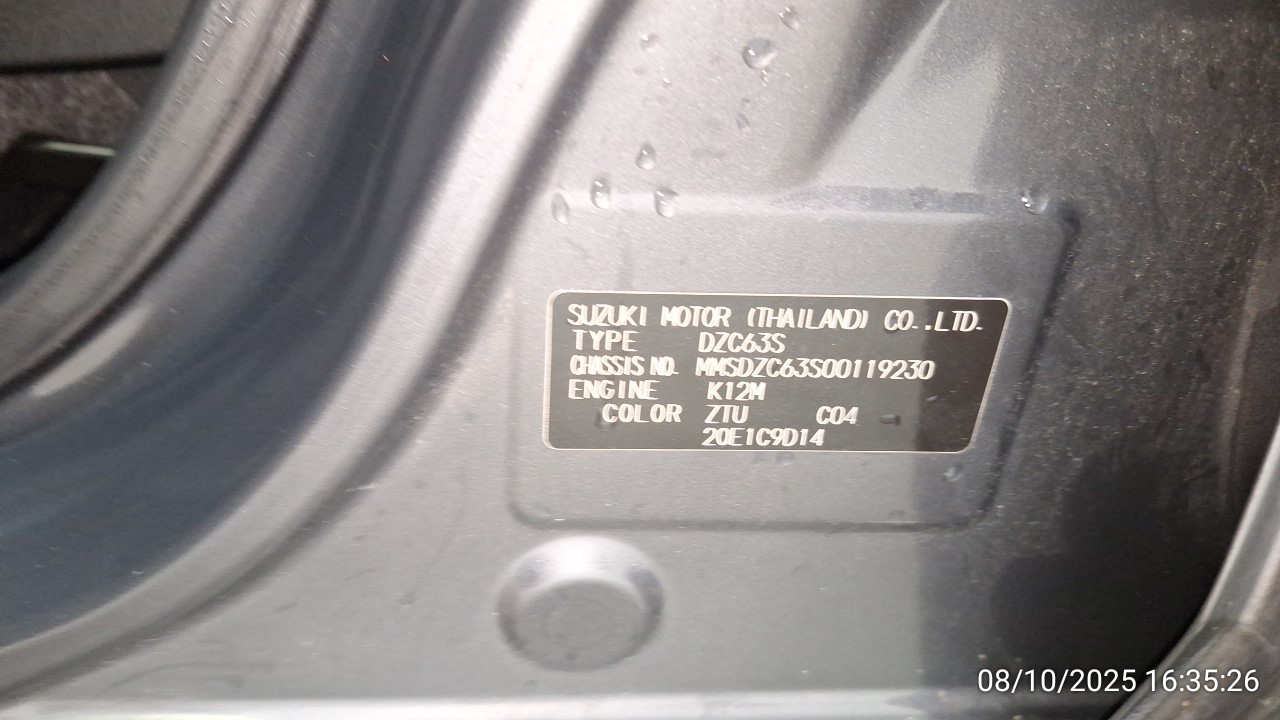 SUZUKI MOTOR (THAILAND) CO.,LTD.
TYPE DZC63S
CHASSIS NO. MMSDZC63S00119230
ENGINE K12M
COLOR ZTU C04 -
20E1C9D14
08/10/2025 16:35:26